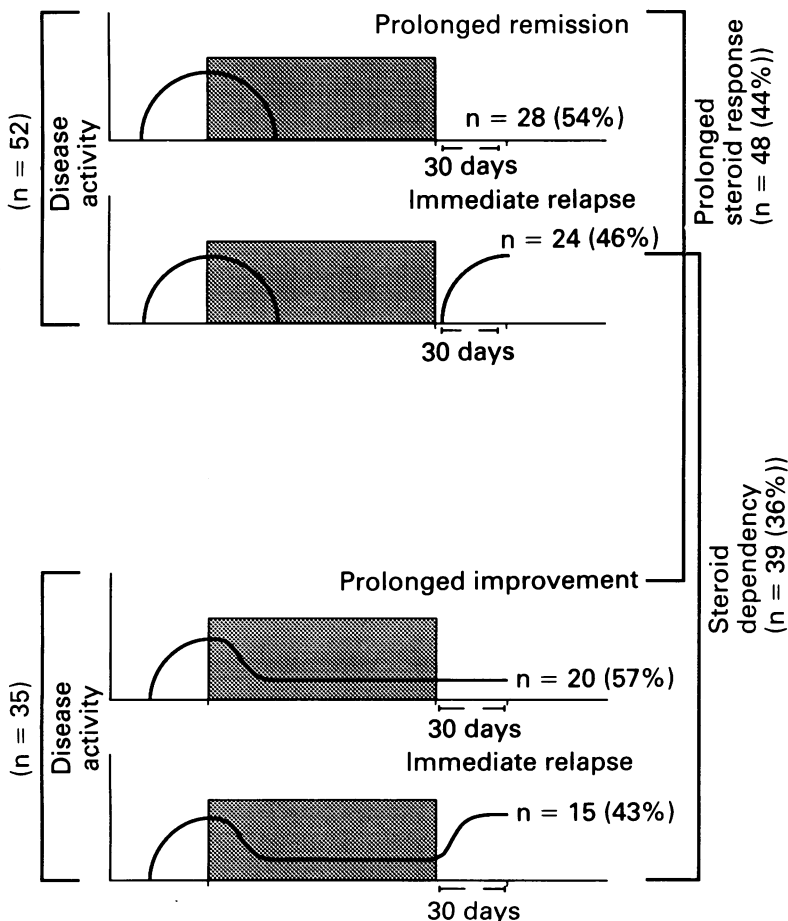 (n = 52)
Disease
activity
Prolonged remission
n = 28 (54%)
30 days
Immediate relapse
n = 24 (46%)
30 days
Prolonged
steroid response
(n = 48 (44%))
(n = 35)
Disease
activity
Prolonged improvement
n = 20 (57%)
30 days
Immediate relapse
n = 15 (43%)
30 days
Steroid
dependency
(n = 39 (36%))